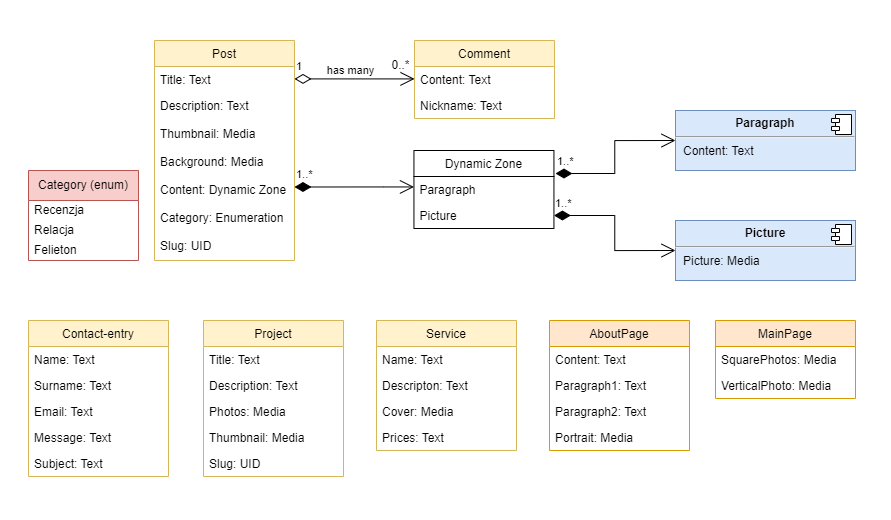 Post
Title: Text
Description: Text
Thumbnail: Media
Background: Media
Content: Dynamic Zone
Category: Enumeration
Slug: UID
1
has many
0..*
Comment
Content: Text
Nickname: Text
1..*
Dynamic Zone
Paragraph
Picture
1..*
1..*
Paragraph
Content: Text
Picture
Picture: Media
Category (enum)
Recenzja
Relacja
Felieton
Contact-entry
Name: Text
Surname: Text
Email: Text
Message: Text
Subject: Text
Project
Title: Text
Description: Text
Photos: Media
Thumbnail: Media
Slug: UID
Service
Name: Text
Descripton: Text
Cover: Media
Prices: Text
AboutPage
Content: Text
Paragraph1: Text
Paragraph2: Text
Portrait: Media
MainPage
SquarePhotos: Media
VerticalPhoto: Media